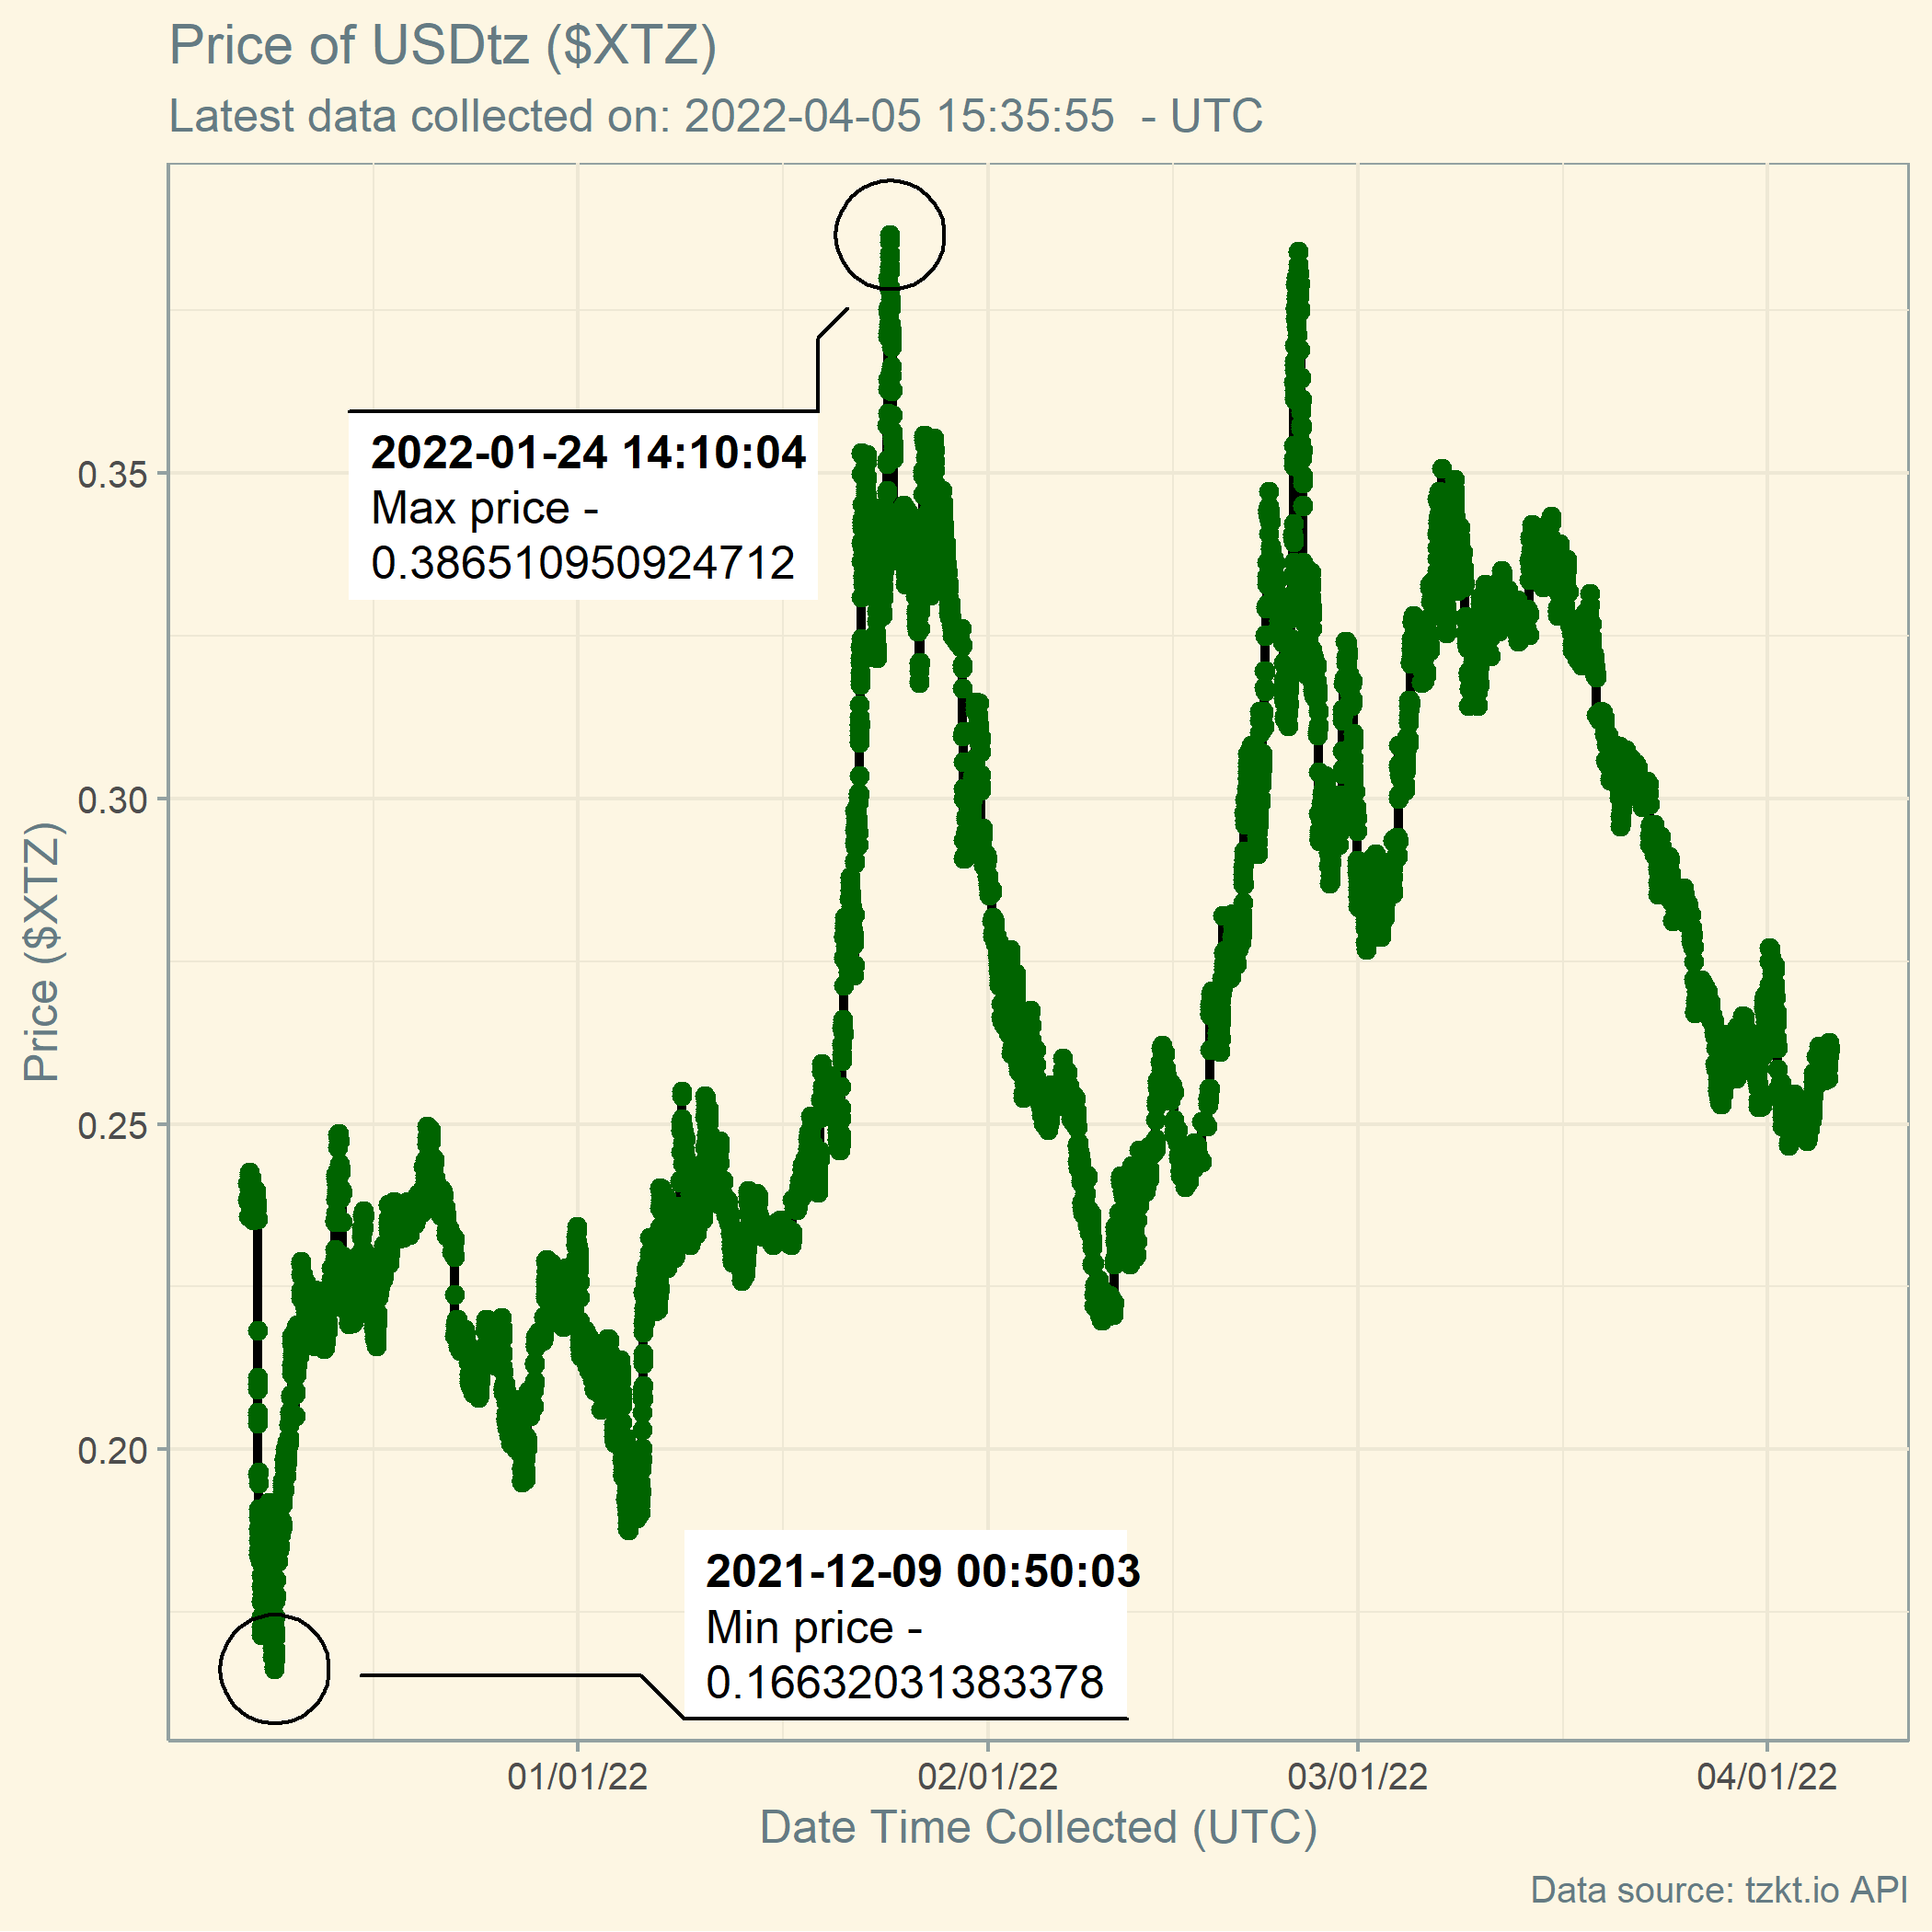 Price of USDtz ($XTZ)
Latest data collected on: 2022-04-05 15:35:55  - UTC
2022-01-24 14:10:04
Max price -
0.386510950924712
0.35
0.30
Price ($XTZ)
0.25
0.20
2021-12-09 00:50:03
Min price -
0.16632031383378
01/01/22 02/01/22 03/01/22 04/01/22
Date Time Collected (UTC)
Data source: tzkt.io API